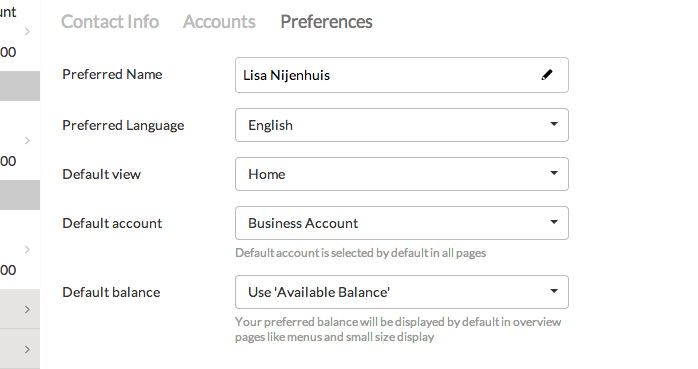 unt
Contact Info Accounts Preferences
00
Preferred Name Lisa Nijenhuis
Preferred Language English
00
Default view Home
Default account Business Account
Default account is selected by default in all pages
00
Default balance Use 'Available Balance'
Your preferred balance will be displayed by default in overview
pages like menus and small size display